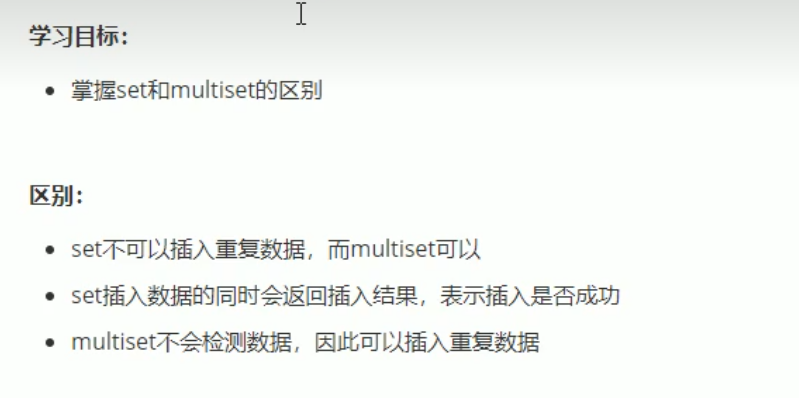 学习目标：
掌握set和multiset的区别
区别：
set不可以插入重复数据，而multiset可以
set插入数据的同时会返回插入结果，表示插入是否成功
multiset不会检测数据，因此可以插入重复数据